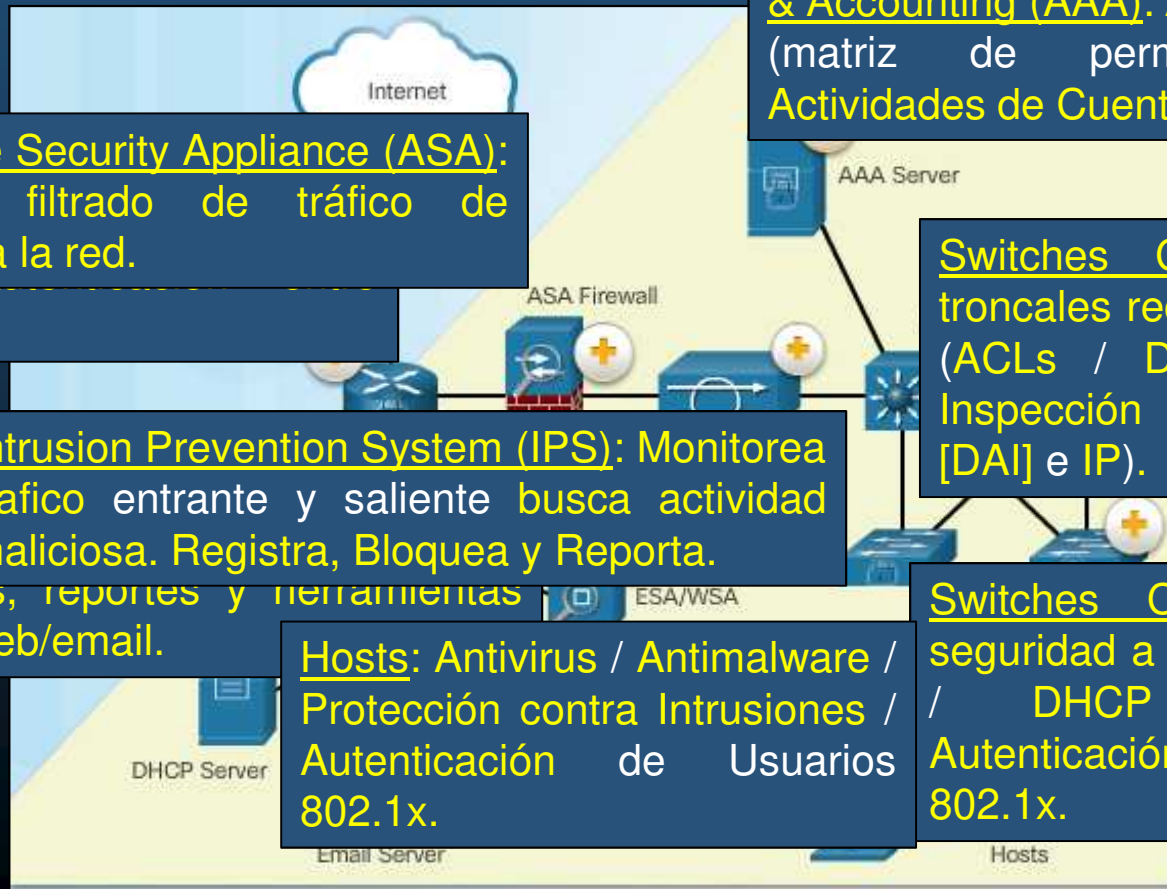 & Accounting (AAA):
(matriz de perm
Actividades de Cuent
Internet
e Security Appliance (ASA):
filtrado de tráfico de
a la red.
AAA Server
Switches
troncales re
(ACLs / D
Inspección
[DAI] e IP).
ASA Firewall
ntrusion Prevention System (IPS): Monitorea
afico entrante y saliente busca actividad
naliciosa. Registra, Bloquea y Reporta.
s, reportes y herramientas
eb/email.
ESA/WSA
Hosts: Antivirus / Antimalware /
Protección contra Intrusiones /
Autenticación de Usuarios
802.1x.
Switches
seguridad a
/ DHCP
Autenticación
802.1x.
DHCP Server
Email Server
Hosts